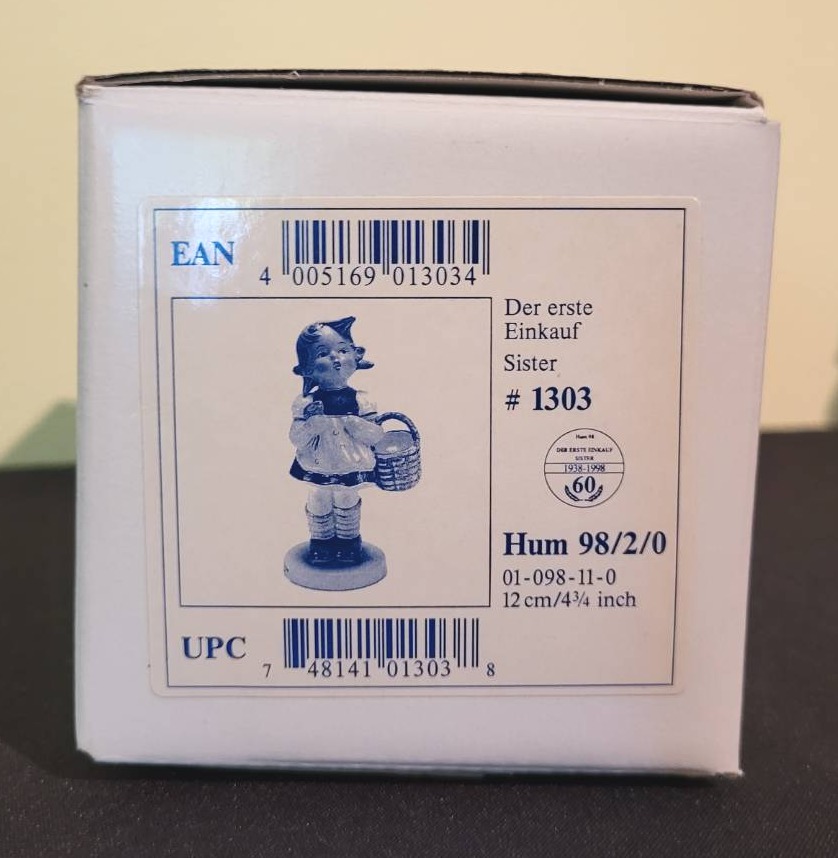 EAN
4 005169 013034
Der erste
Einkauf
Sister
# 1303
Hum 98
DER ERSTE EINKAUF
SISTER
1938-1998
60
Hum 98/2/0
01-098-11-0
12 cm/4¾ inch
UPC
7 48141 01303 8